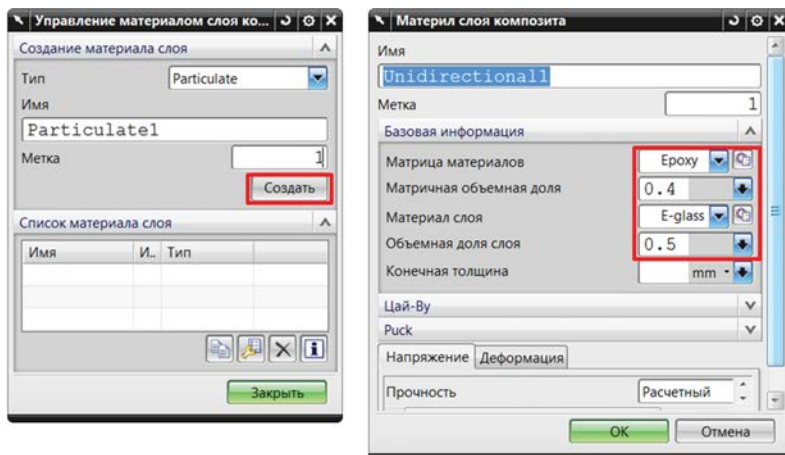 Управление материалом слоя ко...
Создание материала слоя
Тип Particulate
Имя
Particulate1
Метка 1
Создать
Список материала слоя
Имя И.. Тип
Закрыть
Материл слоя композита
Имя
Unidirectional1
Метка 1
Базовая информация
Матрица материалов Epoxy
Матричная объемная доля 0.4
Материал слоя E-glass
Объемная доля слоя 0.5
Конечная толщина mm
Цай-Ву
Puck
Напряжение Деформация
Прочность Расчетный
OK Отмена